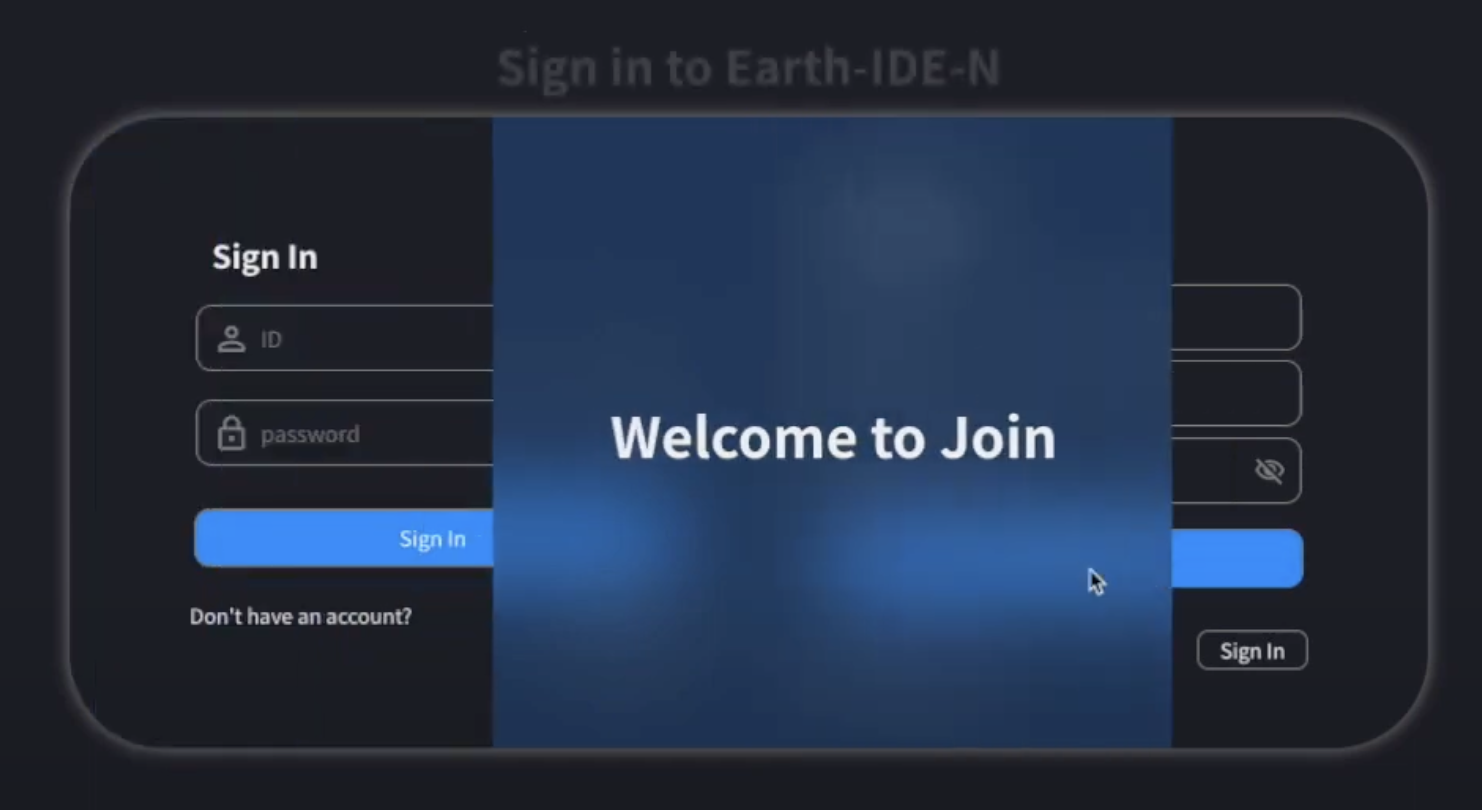 Sign in to Earth-IDE-N
Sign In
ID
password
Sign In
Don't have an account?
Welcome to Join
Sign In